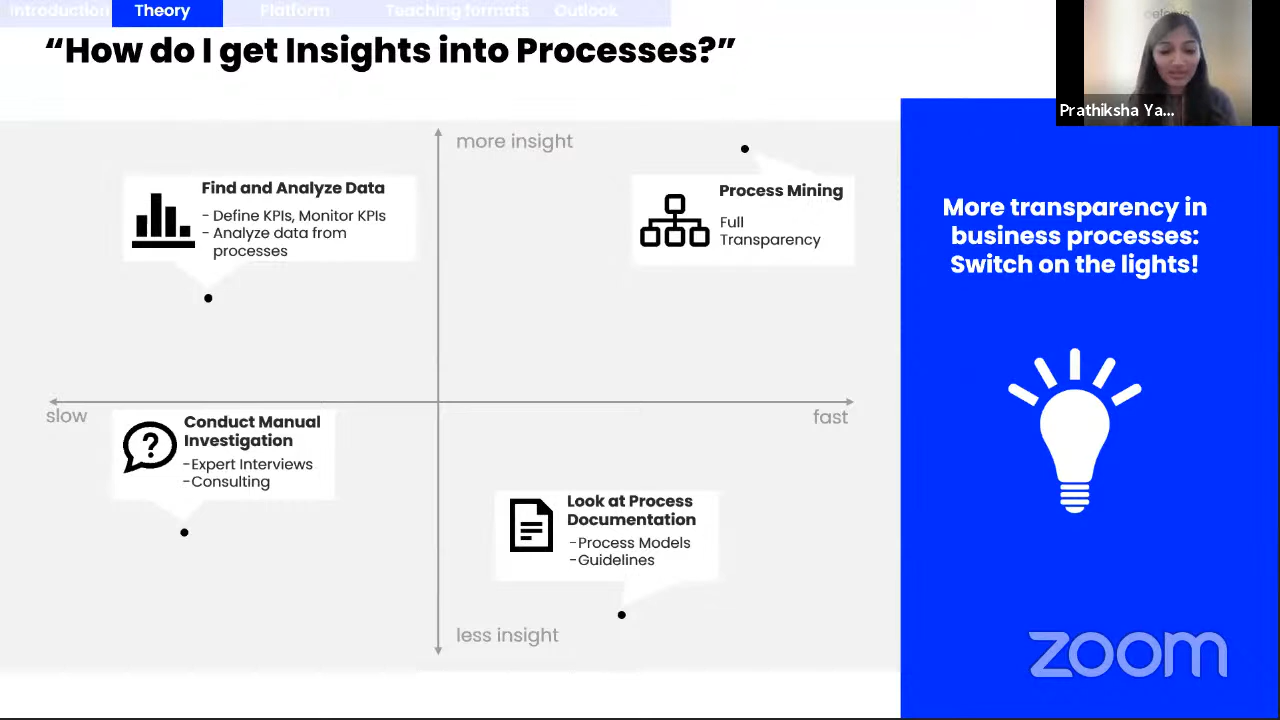 Introduction Theory Platform Teaching formats Outlook
celonis
“How do I get Insights into Processes?”
Prathiksha Ya...
more insight
Find and Analyze Data
- Define KPIs, Monitor KPIs
- Analyze data from
processes
Process Mining
Full
Transparency
More transparency in
business processes:
Switch on the lights!
slow
fast
Conduct Manual
Investigation
-Expert Interviews
-Consulting
Look at Process
Documentation
-Process Models
-Guidelines
less insight
zoom